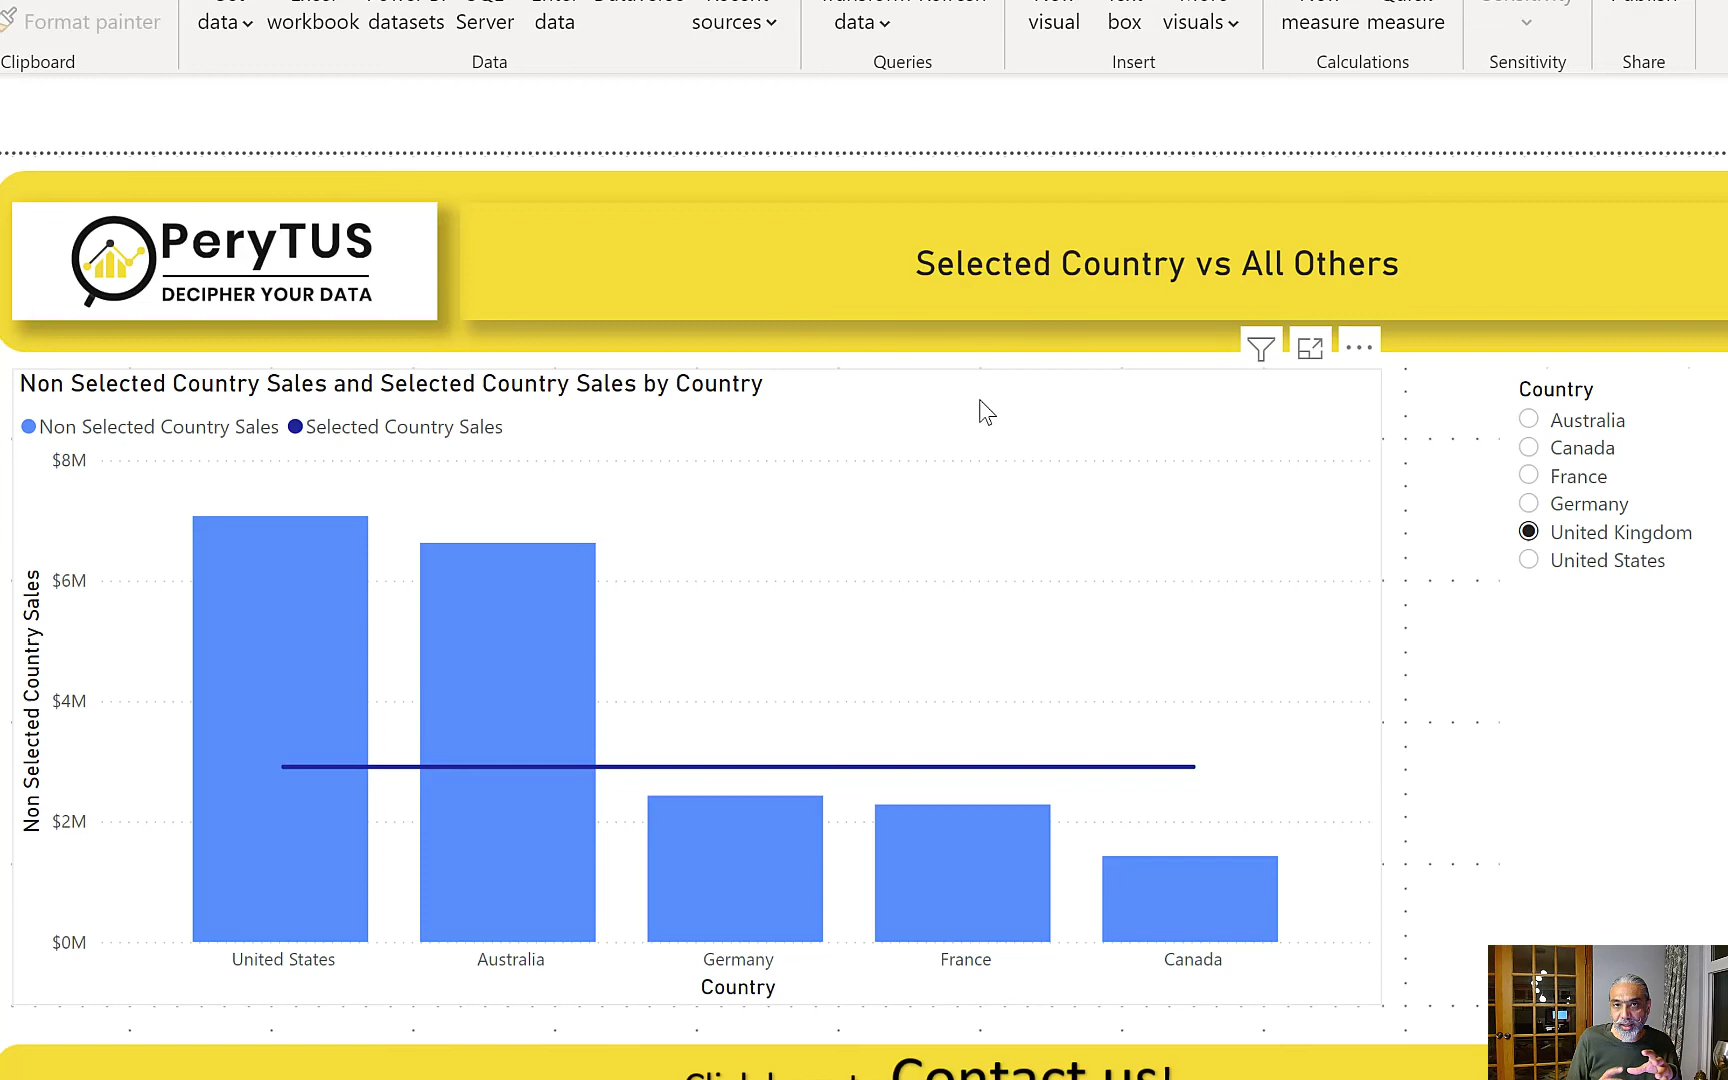 Format painter
data
workbook
datasets
Server
data
sources
data
visual
box
visuals
measure
measure
Clipboard
Data
Queries
Insert
Calculations
Sensitivity
Share
PeryTUS
DECIPHER YOUR DATA
Selected Country vs All Others
Non Selected Country Sales and Selected Country Sales by Country
Non Selected Country Sales
Selected Country Sales
$8M
$6M
$4M
$2M
$0M
Non Selected Country Sales
United States
Australia
Germany
France
Canada
Country
Country
Australia
Canada
France
Germany
United Kingdom
United States
Contact us!